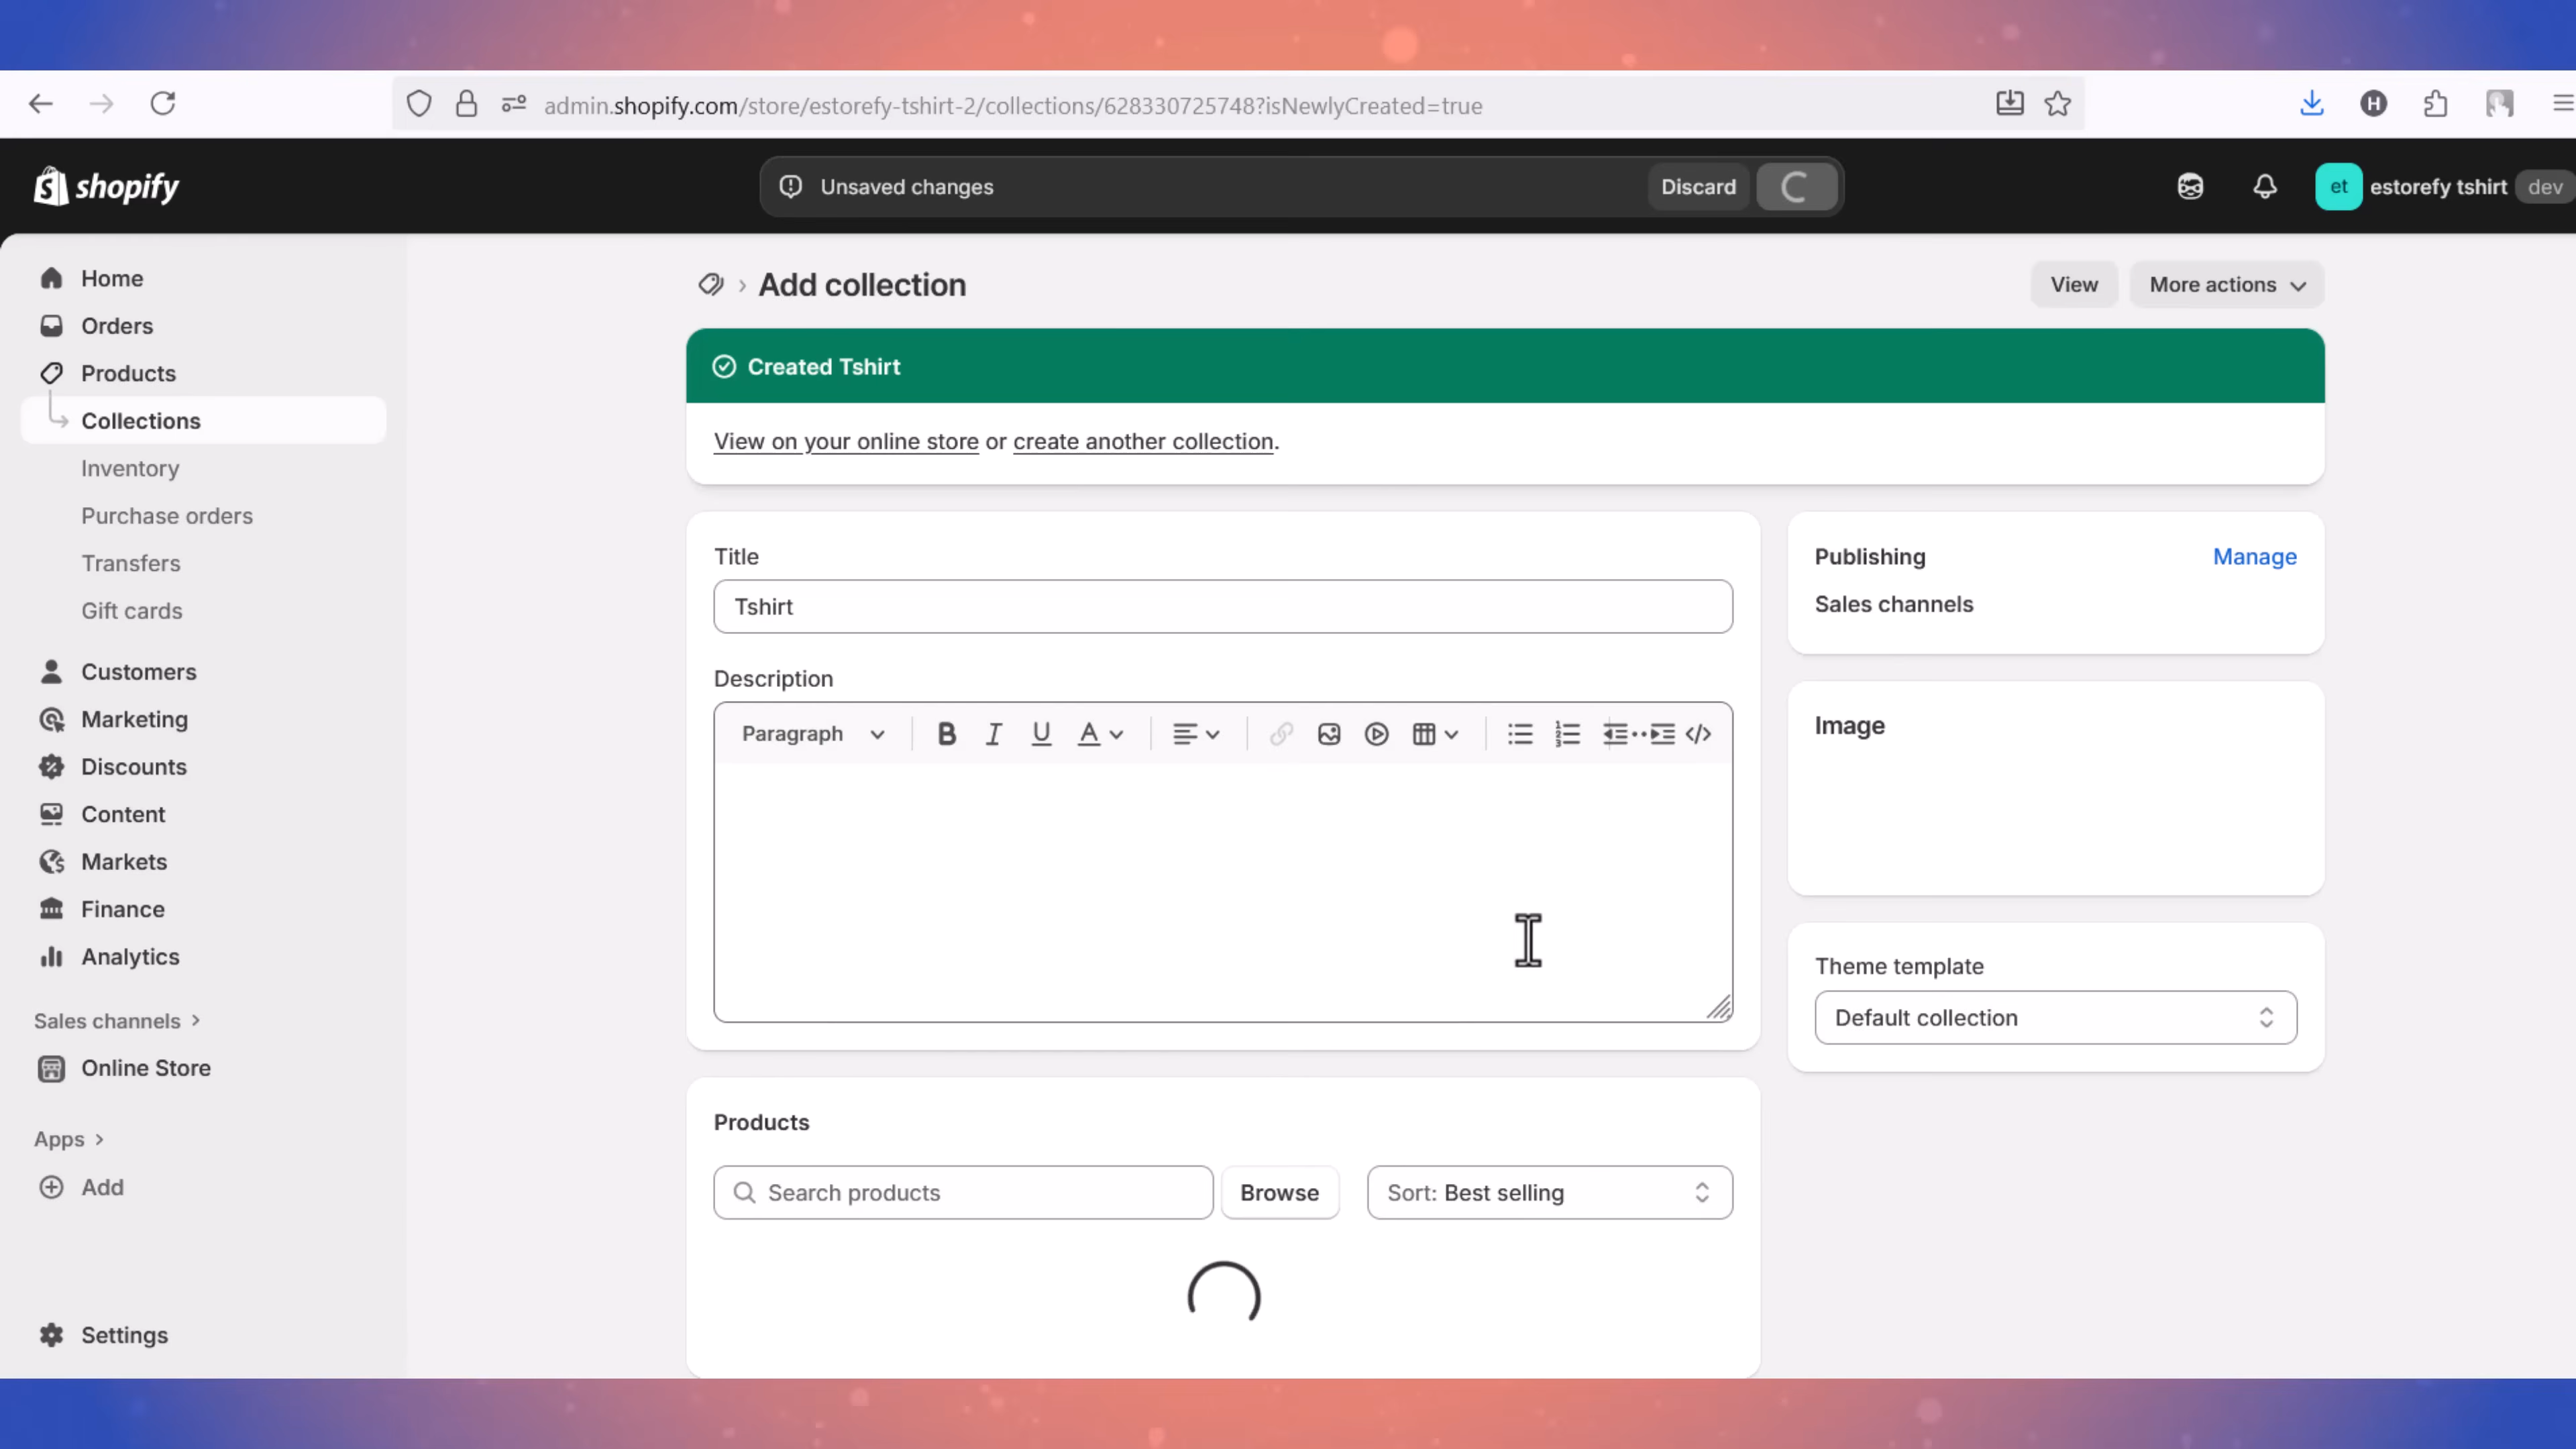 admin.shopify.com/store/estorefy-tshirt-2/collections/628330725748?isNewlyCreated=true
H
shopify
Unsaved changes
Discard
et
estorefy tshirt
dev
Home
Orders
Products
Collections
Inventory
Purchase orders
Transfers
Gift cards
Customers
Marketing
Discounts
Content
Markets
Finance
Analytics
Sales channels
Online Store
Apps
Add
Settings
Add collection
View
More actions
Created Tshirt
View on your online store or create another collection.
Title
Tshirt
Description
Paragraph
B I U A
Products
Search products
Browse
Sort: Best selling
Publishing
Manage
Sales channels
Image
Theme template
Default collection